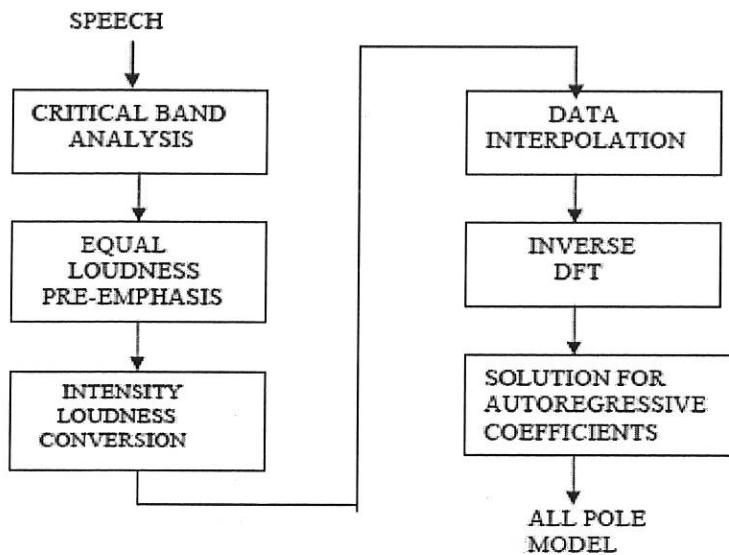 SPEECH
CRITICAL BAND
ANALYSIS
EQUAL
LOUDNESS
PRE-EMPHASIS
INTENSITY
LOUDNESS
CONVERSION
DATA
INTERPOLATION
INVERSE
DFT
SOLUTION FOR
AUTOREGRESSIVE
COEFFICIENTS
ALL POLE
MODEL